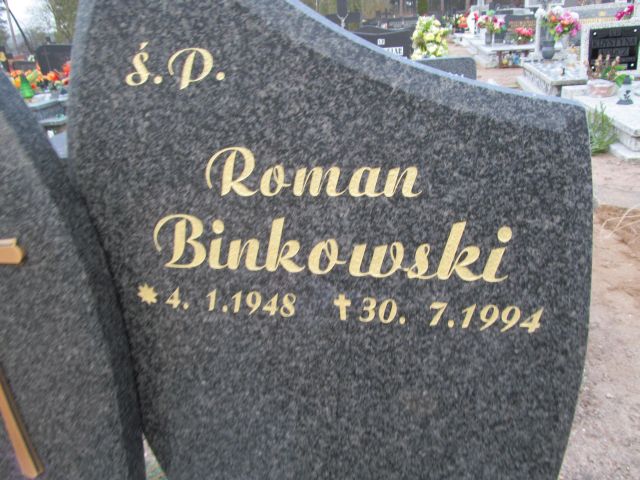 ś.p.
Roman
Binkowski
* 4. 1.1948 ✝ 30. 7.1994